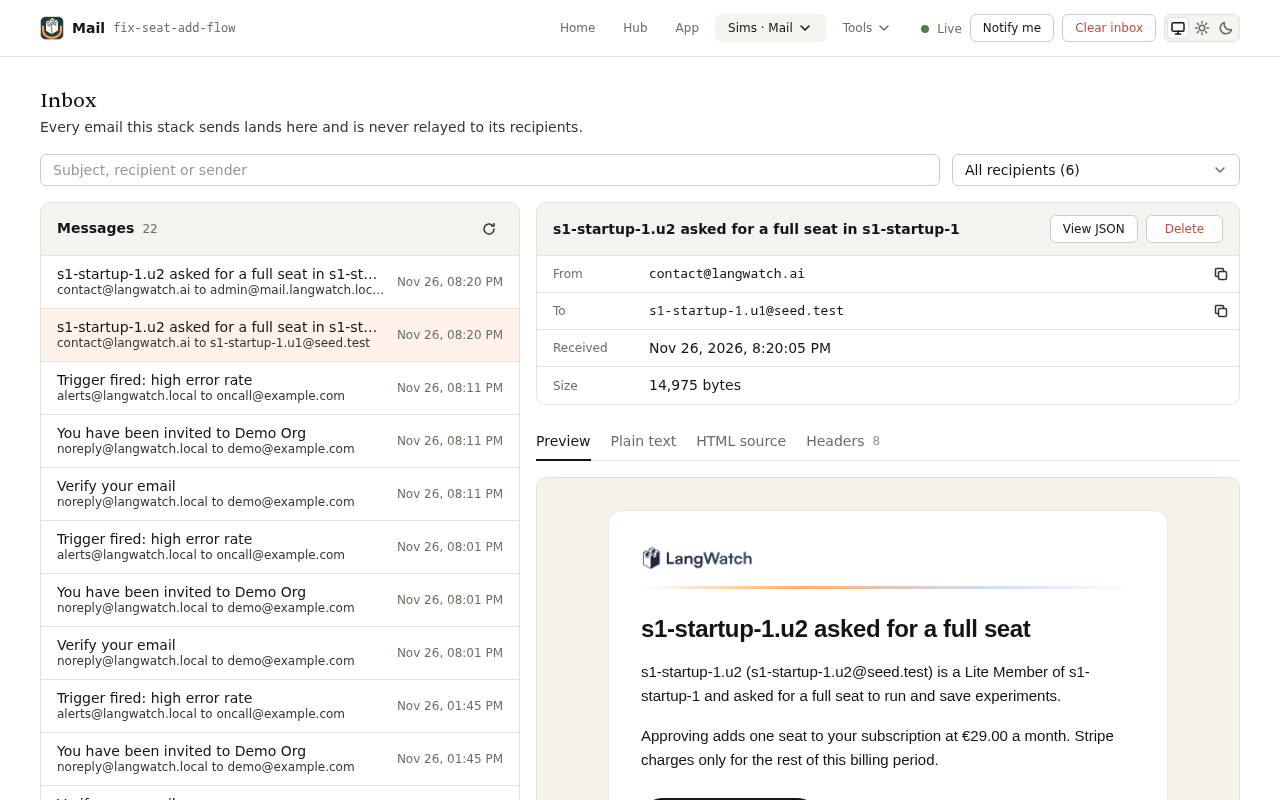 Mail fix-seat-add-flow
Home Hub App Sims · Mail Tools Live Notify me Clear inbox
Inbox
Every email this stack sends lands here and is never relayed to its recipients.
Subject, recipient or sender
All recipients (6)
Messages 22
s1-startup-1.u2 asked for a full seat in s1-st...
contact@langwatch.ai to admin@mail.langwatch.loc...
Nov 26, 08:20 PM
s1-startup-1.u2 asked for a full seat in s1-st...
contact@langwatch.ai to s1-startup-1.u1@seed.test
Nov 26, 08:20 PM
Trigger fired: high error rate
alerts@langwatch.local to oncall@example.com
Nov 26, 08:11 PM
You have been invited to Demo Org
noreply@langwatch.local to demo@example.com
Nov 26, 08:11 PM
Verify your email
noreply@langwatch.local to demo@example.com
Nov 26, 08:11 PM
Trigger fired: high error rate
alerts@langwatch.local to oncall@example.com
Nov 26, 08:01 PM
You have been invited to Demo Org
noreply@langwatch.local to demo@example.com
Nov 26, 08:01 PM
Verify your email
noreply@langwatch.local to demo@example.com
Nov 26, 08:01 PM
Trigger fired: high error rate
alerts@langwatch.local to oncall@example.com
Nov 26, 01:45 PM
You have been invited to Demo Org
noreply@langwatch.local to demo@example.com
Nov 26, 01:45 PM
s1-startup-1.u2 asked for a full seat in s1-startup-1
View JSON Delete
From contact@langwatch.ai
To s1-startup-1.u1@seed.test
Received Nov 26, 2026, 8:20:05 PM
Size 14,975 bytes
Preview Plain text HTML source Headers 8
LangWatch
s1-startup-1.u2 asked for a full seat
s1-startup-1.u2 (s1-startup-1.u2@seed.test) is a Lite Member of s1-
startup-1 and asked for a full seat to run and save experiments.
Approving adds one seat to your subscription at €29.00 a month. Stripe
charges only for the rest of this billing period.